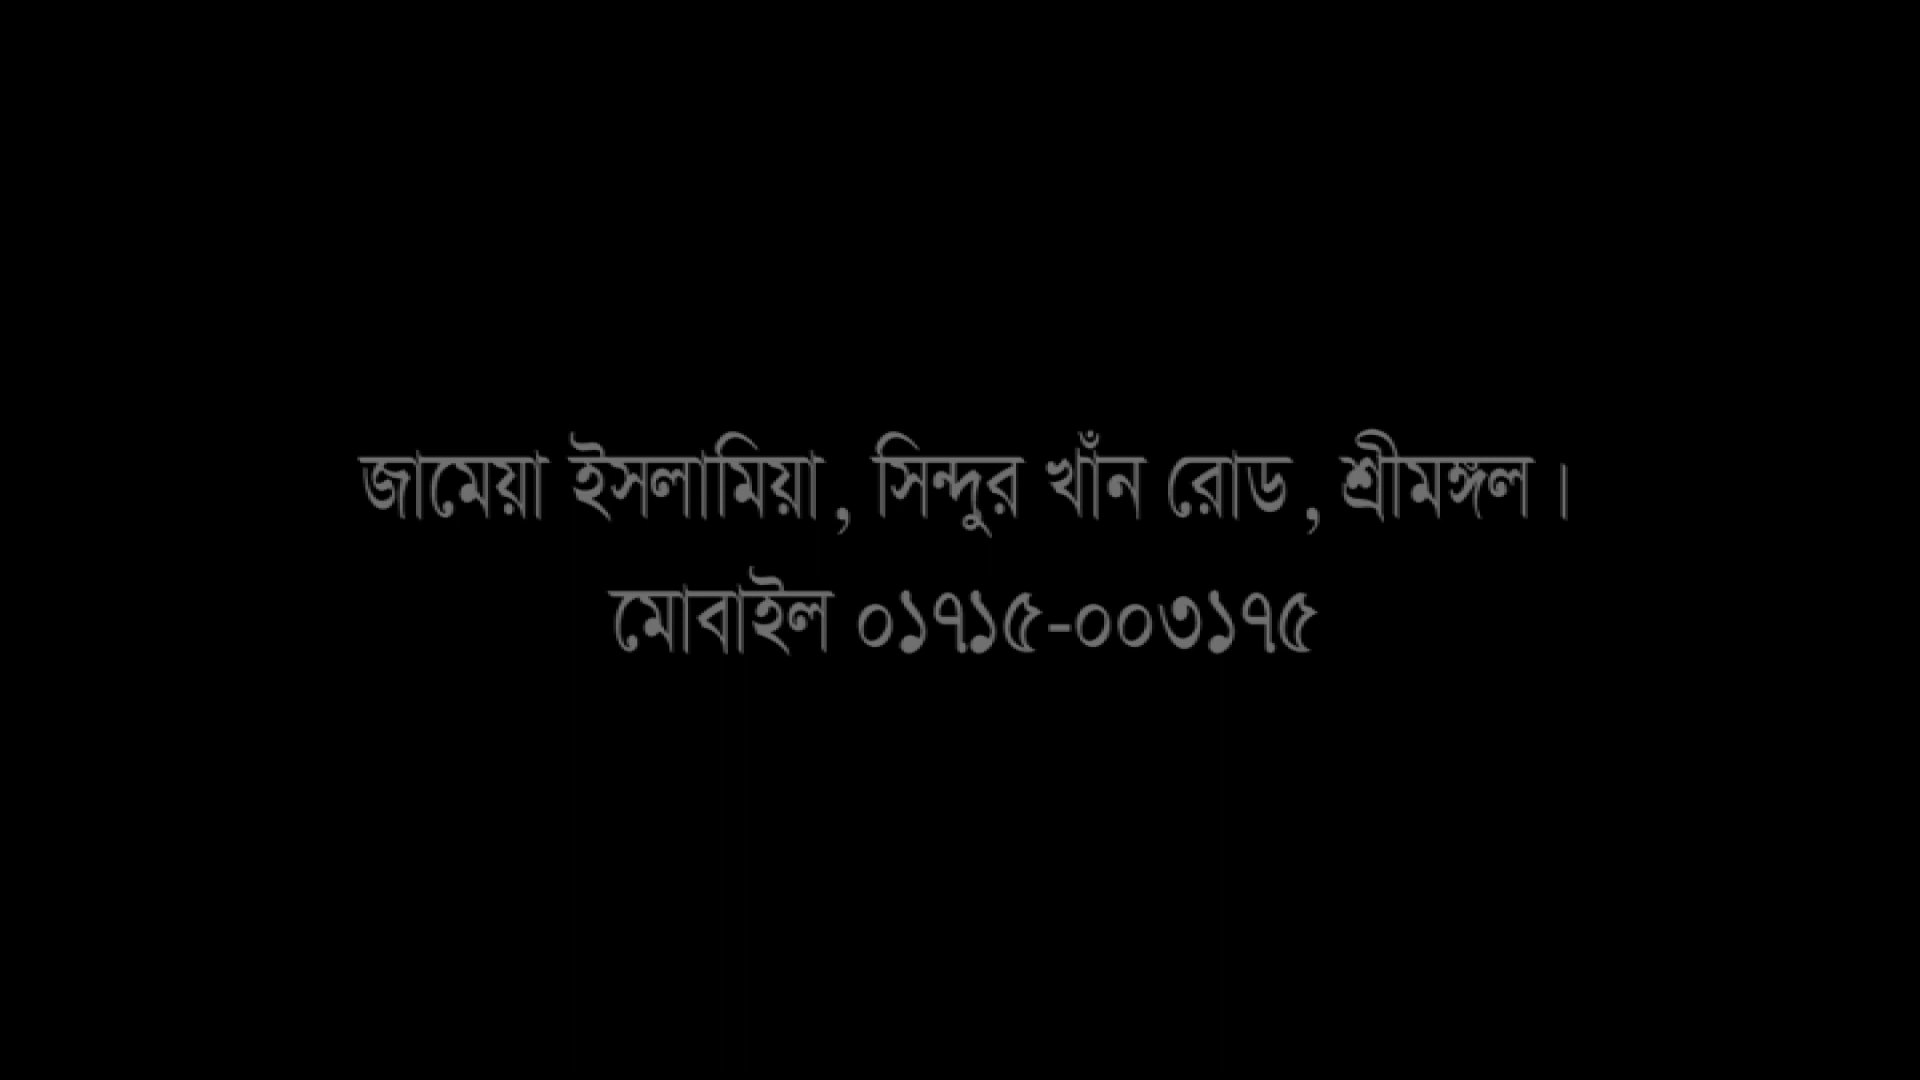 জামেয়া ইসলামিয়া, সিন্দুর খাঁন রোড, শ্রীমঙ্গল।
মোবাইল ০১৭১৫-০০৩১৭৫